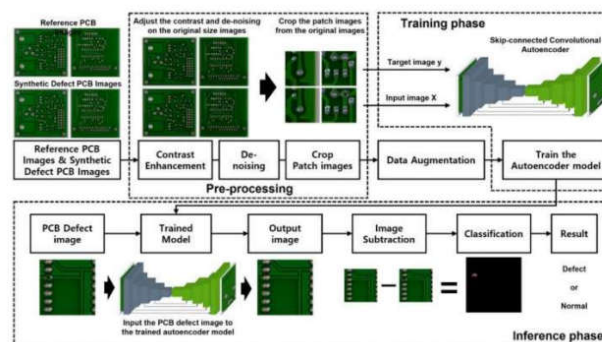 Reference PCB
Images
Synthetic Defect PCB Images
Adjust the contrast and de-noising
on the original size images
Crop the patch images
from the original images
Training phase
Skip-connected Convolutional
Autoencoder
Target image y
Input image X
Reference PCB
Images & Synthetic
Defect PCB Images
Contrast
Enhancement
De-
noising
Crop
Patch images
Data Augmentation
Train the
Autoencoder model
Pre-processing
PCB Defect
image
Trained
Model
Output
image
Image
Subtraction
Classification
Result
Defect
or
Normal
Input the PCB defect image to
the trained autoencoder model
Inference phase